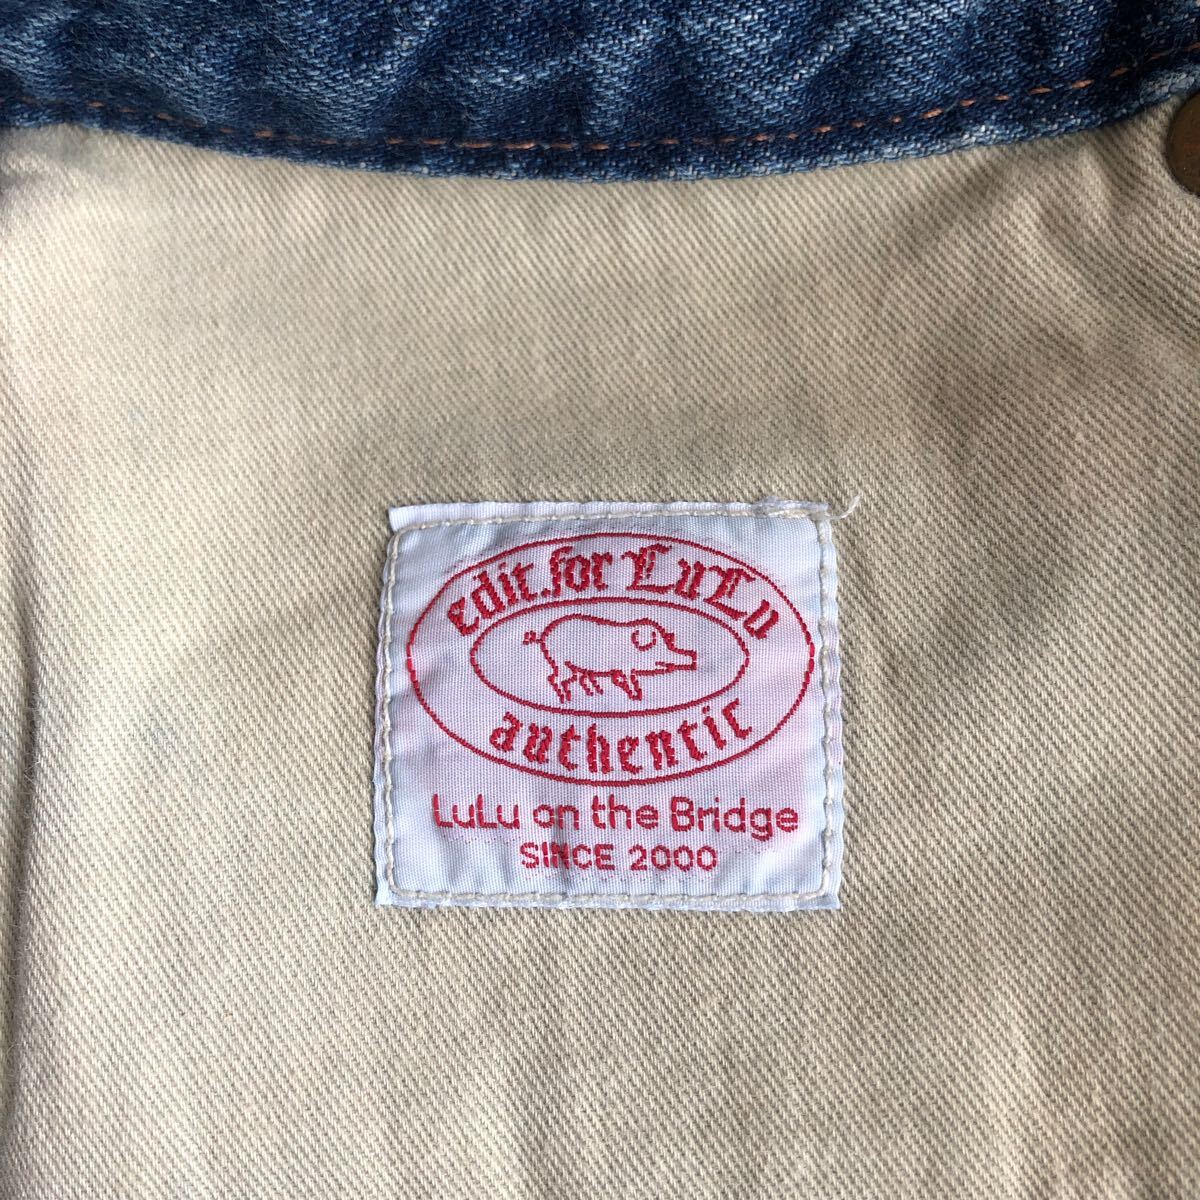 edit.for LuLu
authentic
LuLu on the Bridge
SINCE 2000